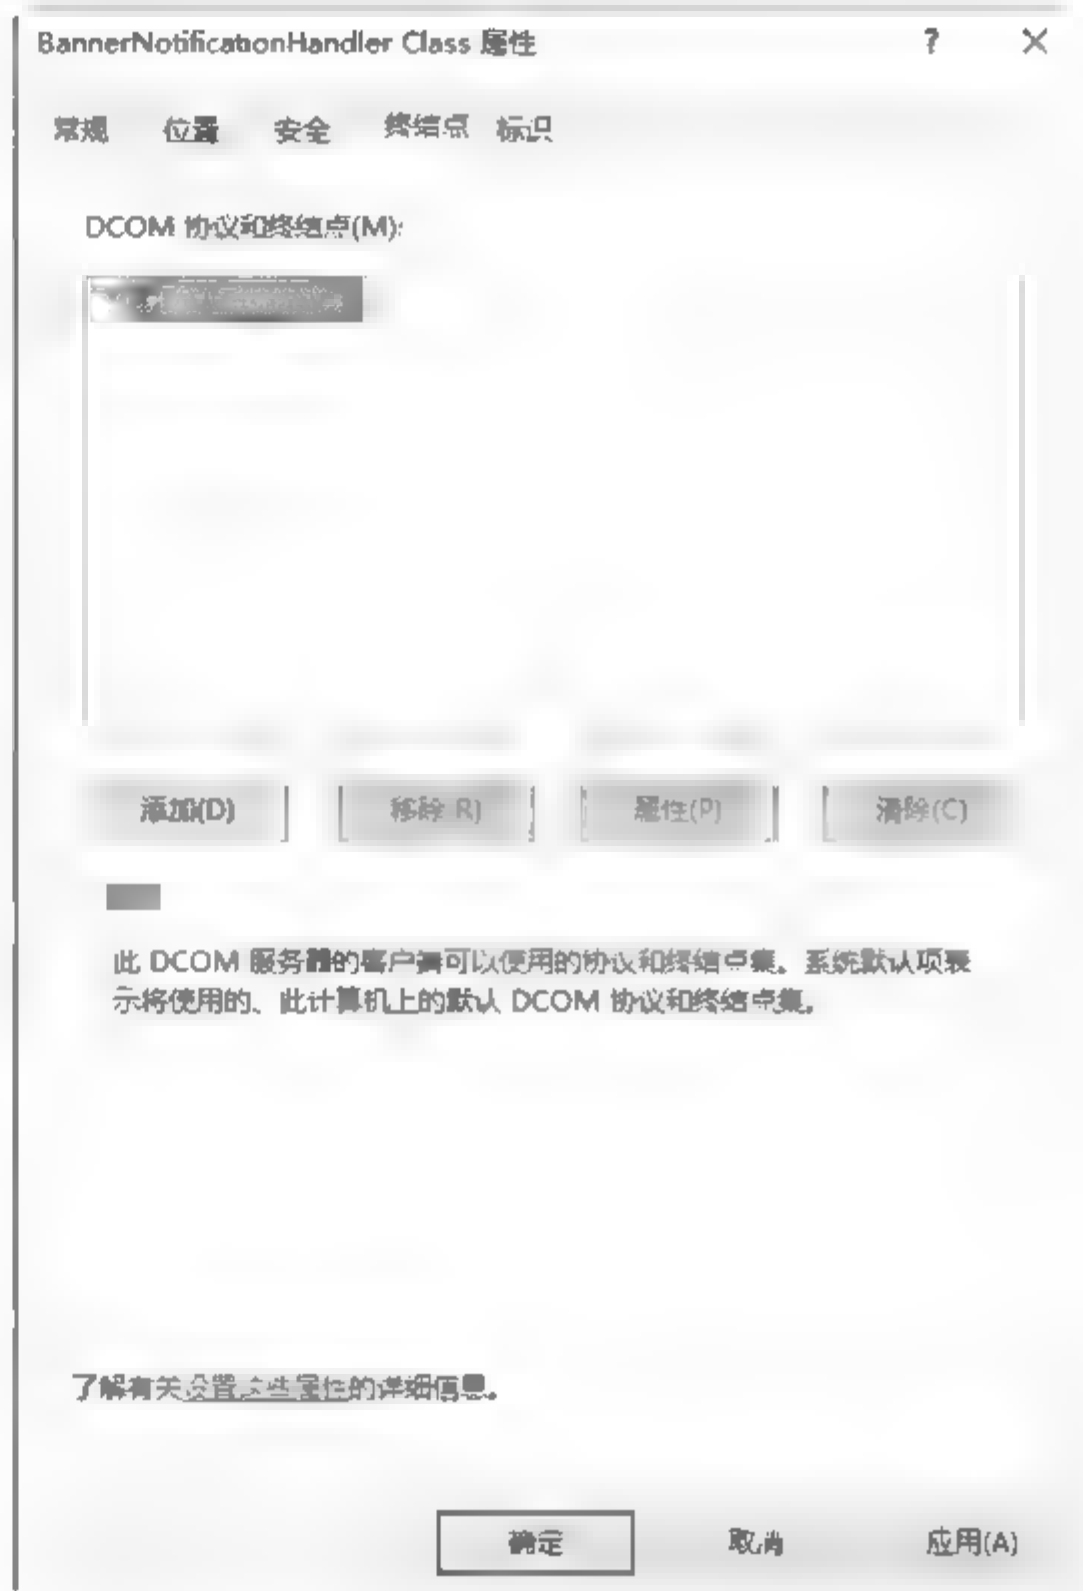 BannerNotificationHandler Class 属性
常规 位置 安全 终结点 标识
DCOM 协议和终结点(M):
添加(D) 移除(R) 属性(P) 清除(C)
此 DCOM 服务器的客户端可以使用的协议和终结点集。系统默认项表
示将使用的、此计算机上的默认 DCOM 协议和终结点集。
了解有关设置这些属性的详细信息。
确定 取消 应用(A)